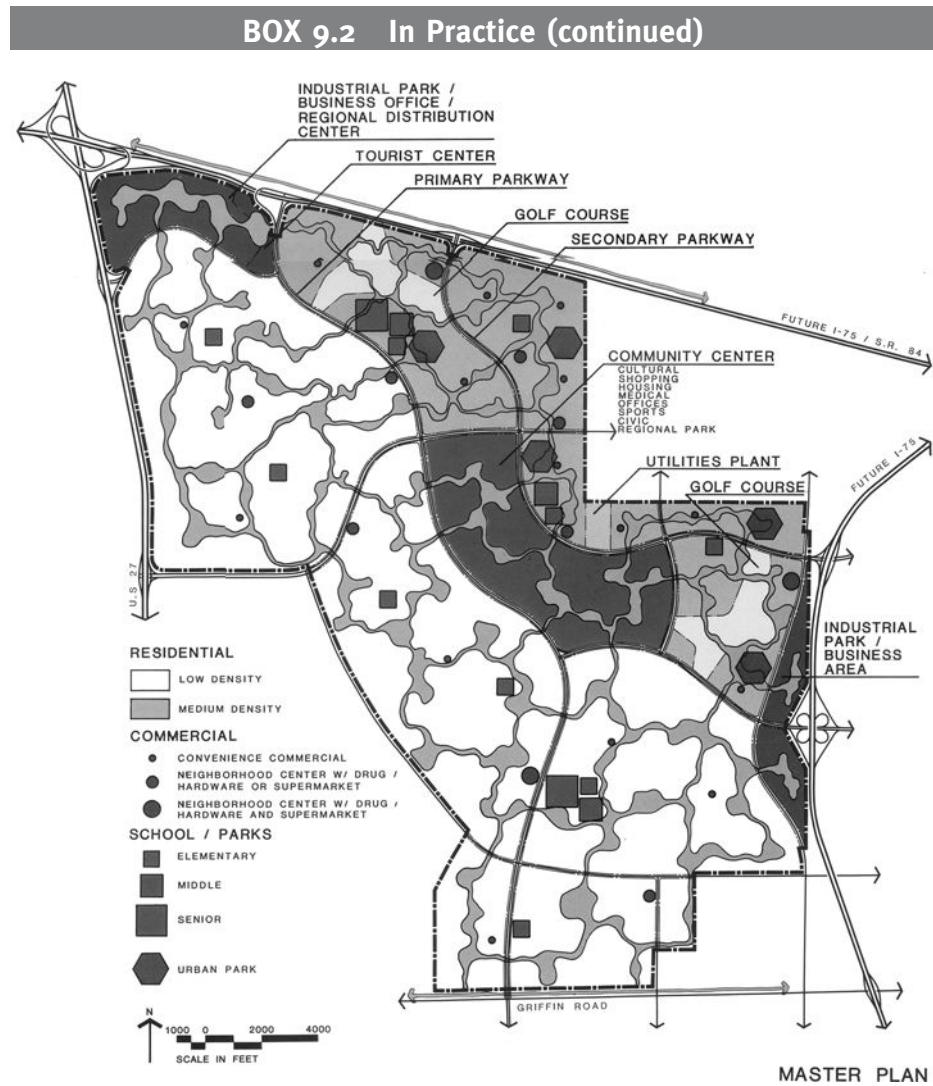 BOX 9.2 In Practice (continued)
INDUSTRIAL PARK /
BUSINESS OFFICE /
REGIONAL DISTRIBUTION
CENTER
TOURIST CENTER
PRIMARY PARKWAY
GOLF COURSE
SECONDARY PARKWAY
FUTURE I-75 / S.R. 84
COMMUNITY CENTER
CULTURAL
SHOPPING
HOUSING
MEDICAL
OFFICES
SPORTS
CIVIC
REGIONAL PARK
UTILITIES PLANT
GOLF COURSE
FUTURE I-75
U.S 27
INDUSTRIAL
PARK /
BUSINESS
AREA
RESIDENTIAL
LOW DENSITY
MEDIUM DENSITY
COMMERCIAL
CONVENIENCE COMMERCIAL
NEIGHBORHOOD CENTER W/ DRUG /
HARDWARE OR SUPERMARKET
NEIGHBORHOOD CENTER W/ DRUG /
HARDWARE AND SUPERMARKET
SCHOOL / PARKS
ELEMENTARY
MIDDLE
SENIOR
URBAN PARK
N
1000 0 2000 4000
SCALE IN FEET
GRIFFIN ROAD
MASTER PLAN